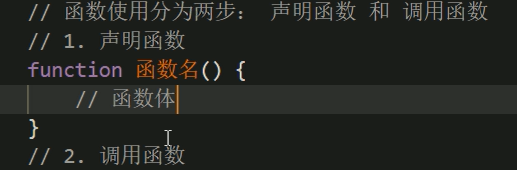 // 函数使用分为两步： 声明函数 和 调用函数
// 1. 声明函数
function 函数名() {
// 函数体
}
// 2. 调用函数